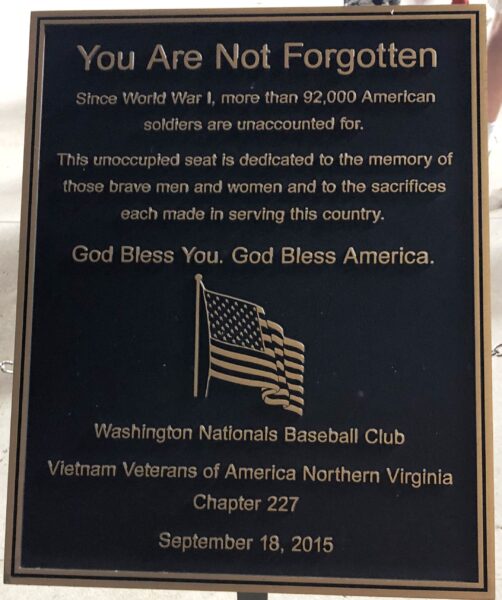 You Are Not Forgotten
Since World War I, more than 92,000 American
soldiers are unaccounted for.
This unoccupied seat is dedicated to the memory of
those brave men and women and to the sacrifices
each made in serving this country.
God Bless You. God Bless America.
Washington Nationals Baseball Club
Vietnam Veterans of America Northern Virginia
Chapter 227
September 18, 2015